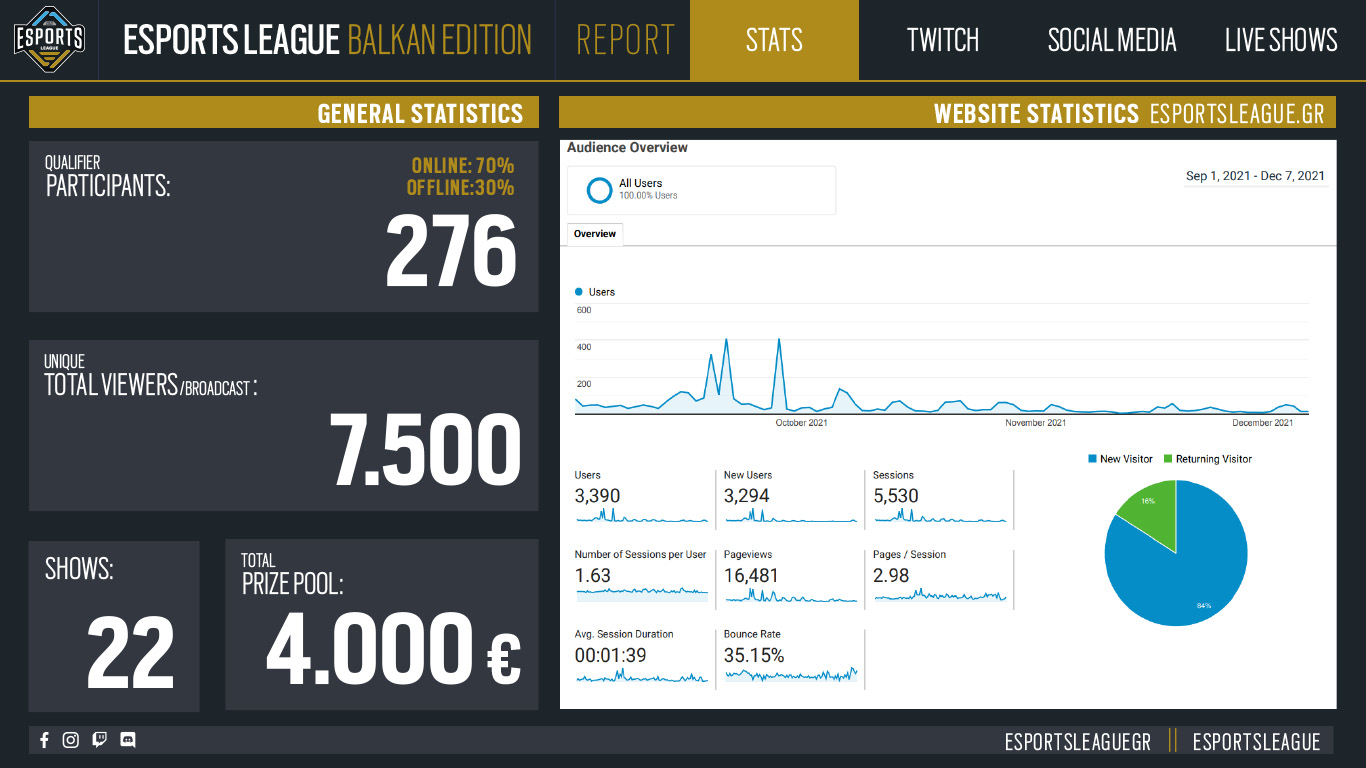 ESPORTS
LEAGUE
ESPORTS LEAGUE BALKAN EDITION
REPORT
STATS
TWITCH
SOCIAL MEDIA
LIVE SHOWS
GENERAL STATISTICS
QUALIFIER
PARTICIPANTS:
ONLINE: 70%
OFFLINE:30%
276
UNIQUE
TOTAL VIEWERS/BROADCAST :
7.500
SHOWS:
22
TOTAL
PRIZE POOL:
4.000 €
WEBSITE STATISTICS ESPORTSLEAGUE.GR
Audience Overview
All Users
100.00% Users
Sep 1, 2021 - Dec 7, 2021
Overview
Users
600
400
200
October 2021
November 2021
December 2021
Users
3,390
New Users
3,294
Sessions
5,530
Number of Sessions per User
1.63
Pageviews
16,481
Pages / Session
2.98
Avg. Session Duration
00:01:39
Bounce Rate
35.15%
New Visitor
Returning Visitor
16%
84%
ESPORTSLEAGUEGR || ESPORTSLEAGUE